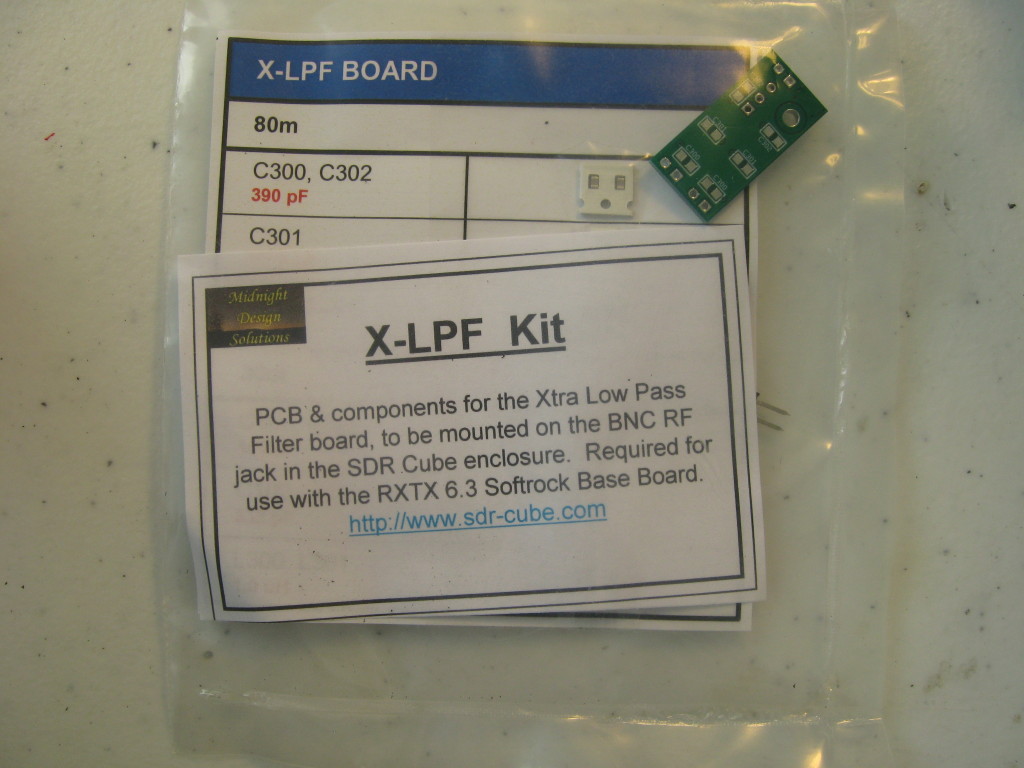 X-LPF BOARD
80m
C300, C302
390 pF
C301
Midnight
Design
Solutions
X-LPF Kit
PCB & components for the Xtra Low Pass
Filter board, to be mounted on the BNC RF
jack in the SDR Cube enclosure. Required for
use with the RXTX 6.3 Softrock Base Board.
http://www.sdr-cube.com